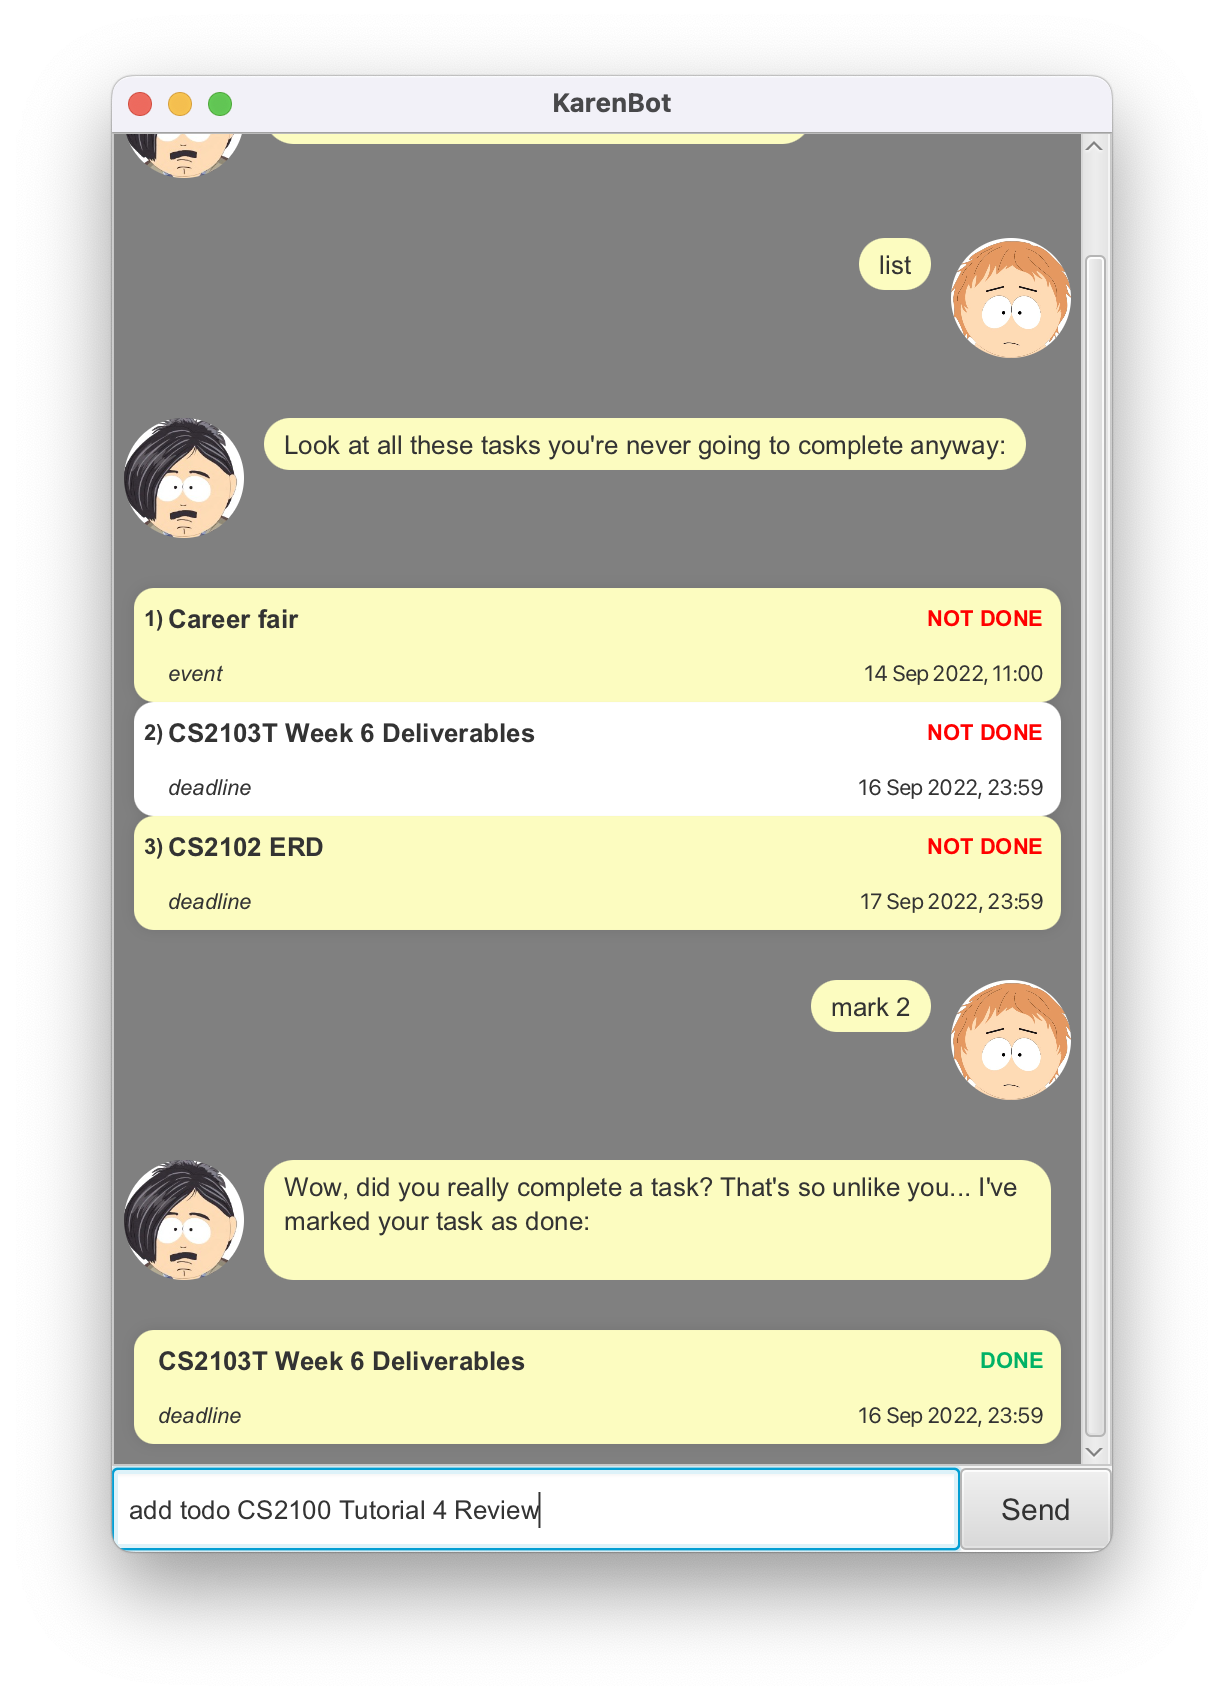 KarenBot
list
Look at all these tasks you're never going to complete anyway:
1) Career fair NOT DONE
event 14 Sep 2022, 11:00
2) CS2103T Week 6 Deliverables NOT DONE
deadline 16 Sep 2022, 23:59
3) CS2102 ERD NOT DONE
deadline 17 Sep 2022, 23:59
mark 2
Wow, did you really complete a task? That's so unlike you... I've
marked your task as done:
CS2103T Week 6 Deliverables DONE
deadline 16 Sep 2022, 23:59
add todo CS2100 Tutorial 4 Review Send